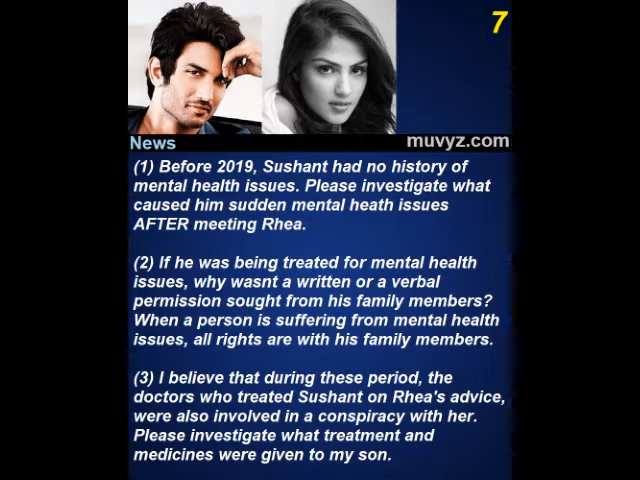 7
News
muvyz.com
(1) Before 2019, Sushant had no history of
mental health issues. Please investigate what
caused him sudden mental heath issues
AFTER meeting Rhea.
(2) If he was being treated for mental health
issues, why wasnt a written or a verbal
permission sought from his family members?
When a person is suffering from mental health
issues, all rights are with his family members.
(3) I believe that during these period, the
doctors who treated Sushant on Rhea's advice,
were also involved in a conspiracy with her.
Please investigate what treatment and
medicines were given to my son.